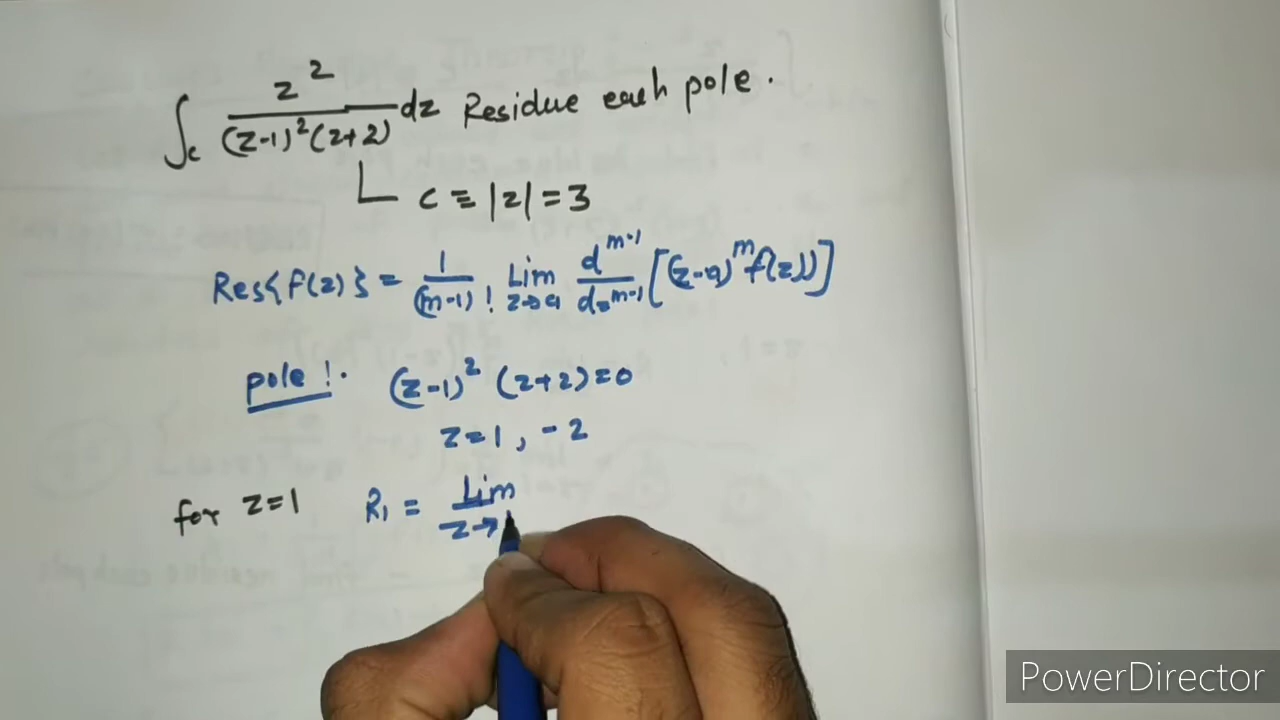 ∫_c z² / ((z-1)²(z+2)) dz Residue each pole.
c ≡ |z| = 3
Res{f(z)} = 1/(m-1)! Lim z→a d^(m-1)/dz^(m-1) [(z-a)^m f(z))]
pole !. (z-1)² (z+2)=0
z=1, -2
for z=1 R₁ = Lim z→
PowerDirector